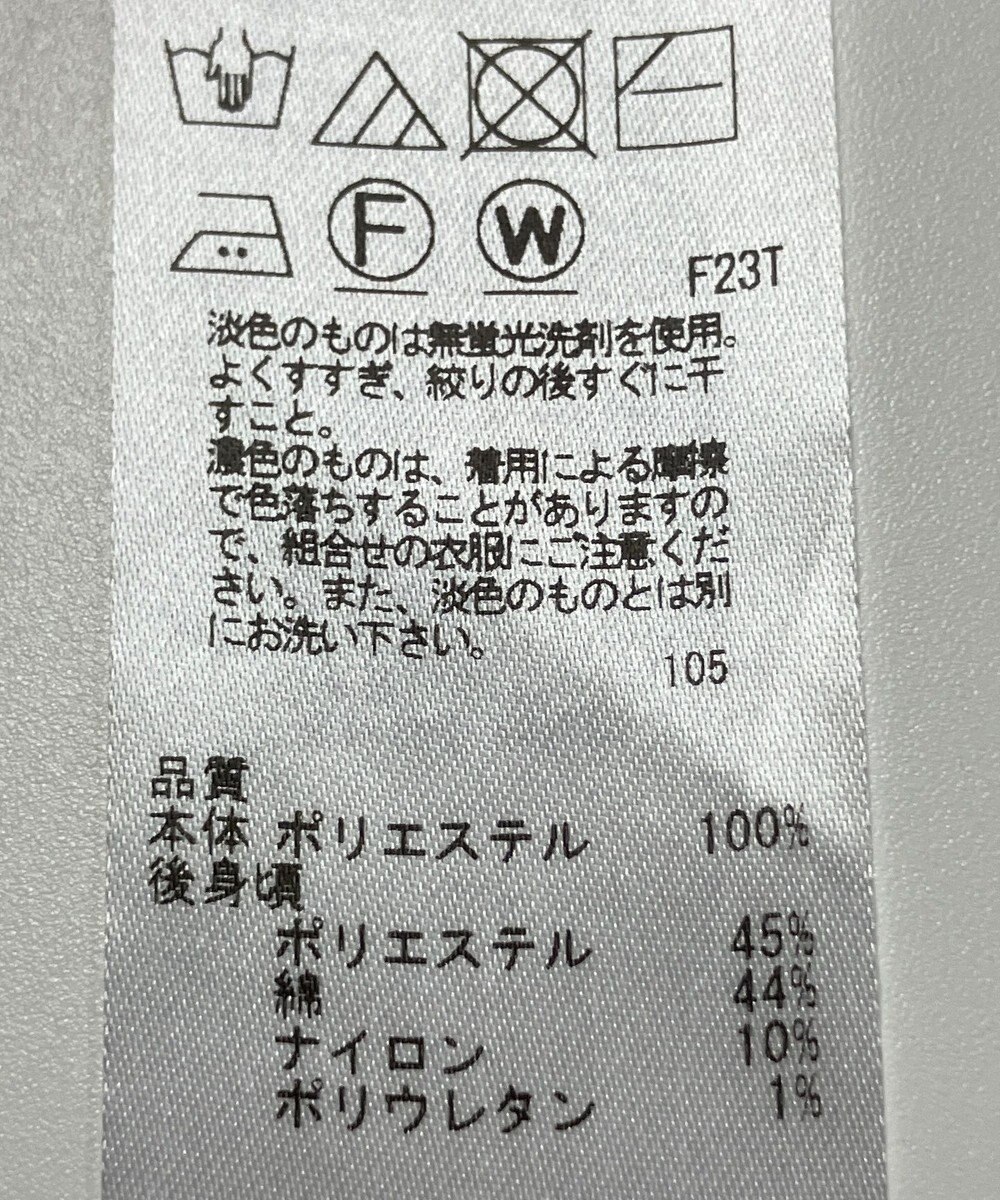 F W
F23T
淡色のものは無蛍光洗剤を使用。
よくすすぎ、絞りの後すぐに干
すこと。
濃色のものは、着用による摩擦
で色落ちすることがありますの
で、組合せの衣服にご注意くだ
さい。また、淡色のものとは別
にお洗い下さい。
105
品質
本体 ポリエステル 100%
後身頃
ポリエステル 45%
綿 44%
ナイロン 10%
ポリウレタン 1%